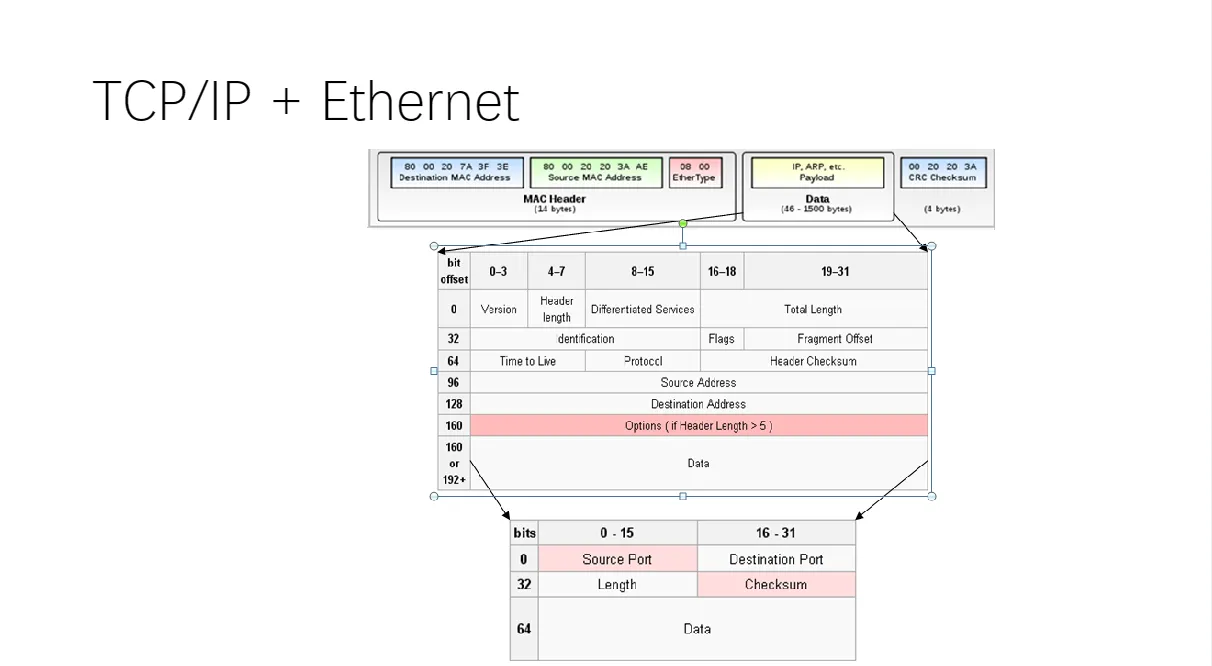 TCP/IP + Ethernet
80 00 20 7A 3F 3E
Destination MAC Address
80 00 20 20 3A AE
Source MAC Address
08 00
EtherType
IP, ARP, etc.
Payload
00 20 20 3A
CRC Checksum
MAC Header
(14 bytes)
Data
(46 - 1500 bytes)
(4 bytes)
bit
offset
0–3
4–7
8–15
16–18
19–31
0
Version
Header
length
Differentiated Services
Total Length
32
Identification
Flags
Fragment Offset
64
Time to Live
Protocol
Header Checksum
96
Source Address
128
Destination Address
160
Options ( if Header Length > 5 )
160
or
192+
Data
bits
0 - 15
16 - 31
0
Source Port
Destination Port
32
Length
Checksum
64
Data